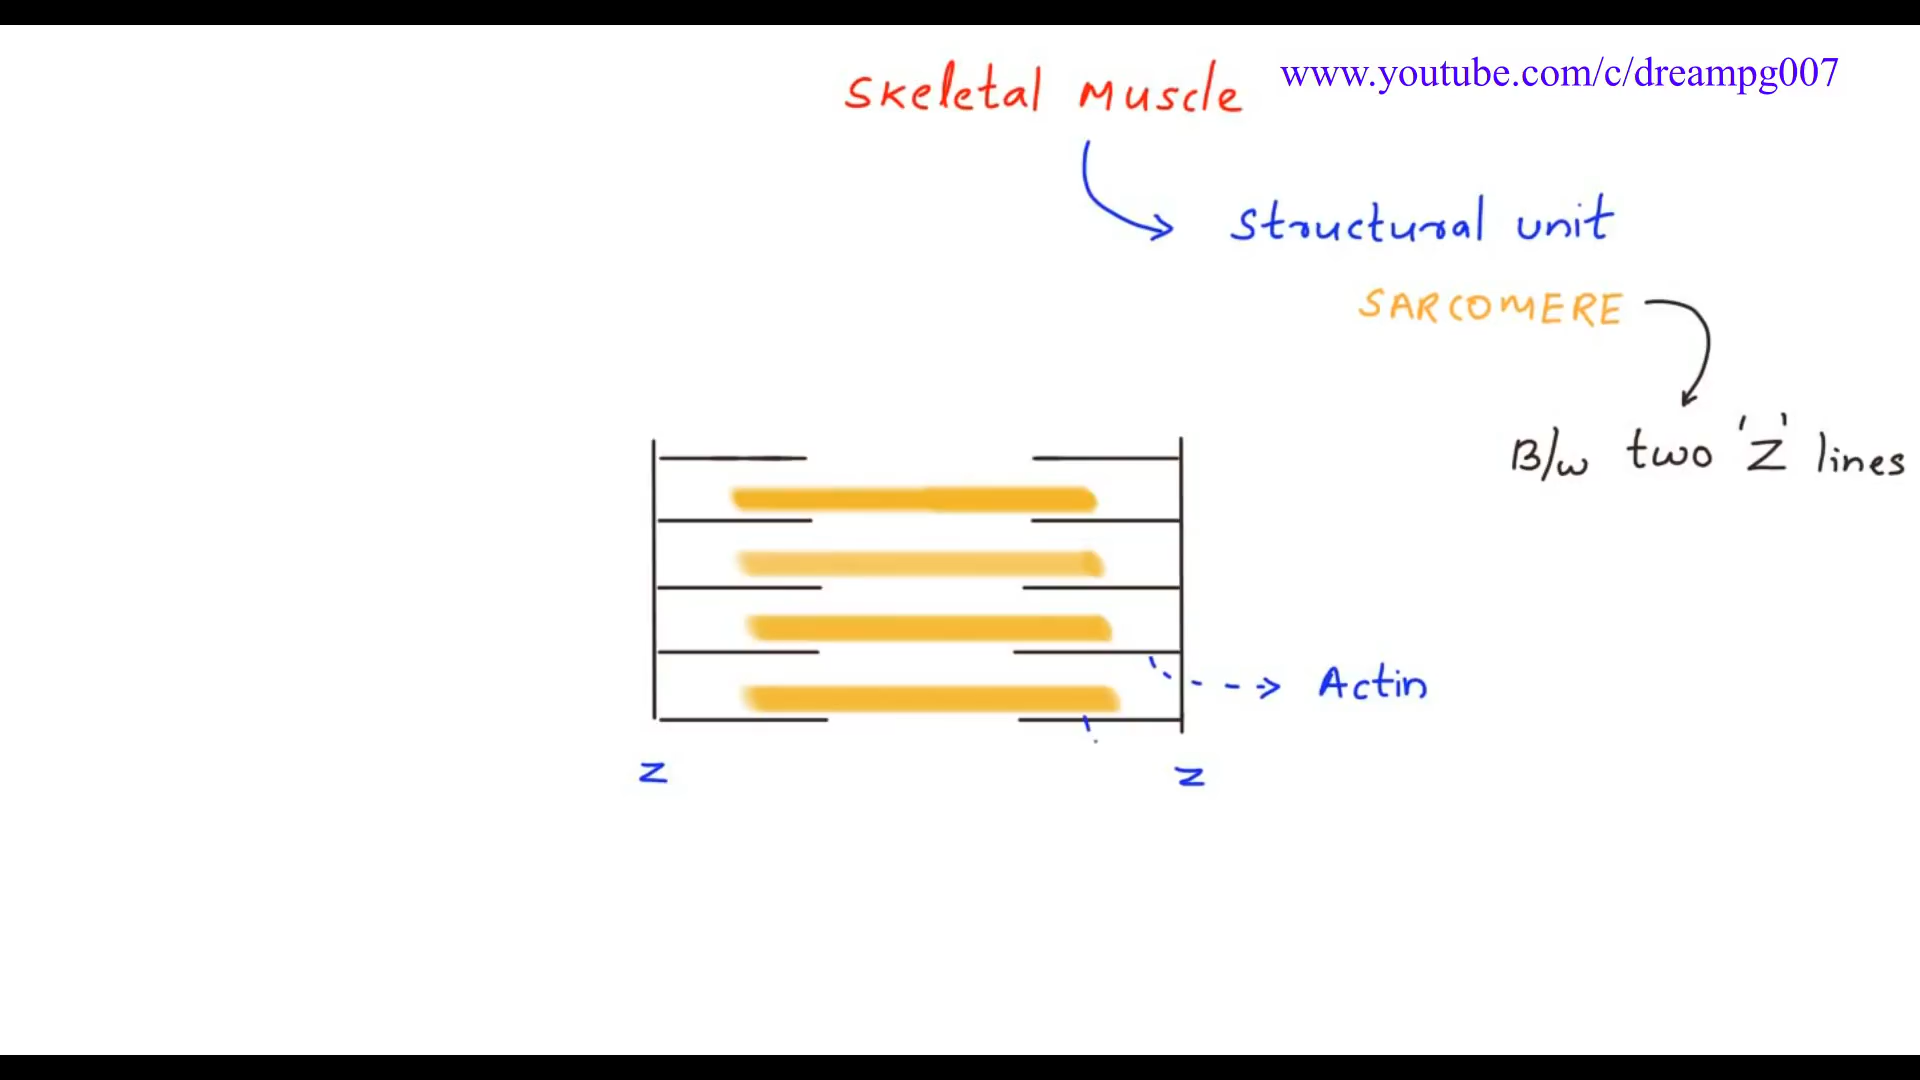 Skeletal Muscle
www.youtube.com/c/dreampg007
Structural unit
SARCOMERE
B/w two 'Z' lines
Actin
Z
Z